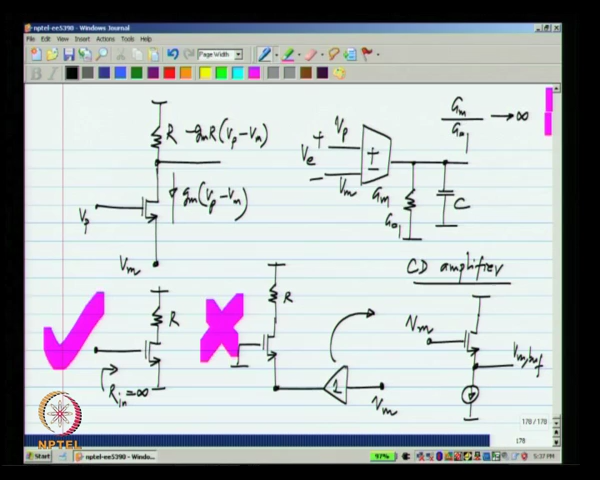 nptel-ee5390 - Windows Journal
File Edit View Insert Actions Tools Help
Page Width
B I
R -gmR(Vp-Vm)
gm(Vp-Vm)
Vp
Vm
Vp
+
Ve
-
Vm
+
±
Gm
Go1
C
Gm
Go1
→∞
CD amplifier
R
Rin=∞
R
1
Vm
Vm
Vm,buf
178 / 178
178
NPTEL
Start
nptel-ee5390 - Windo...
97%
5:37 PM